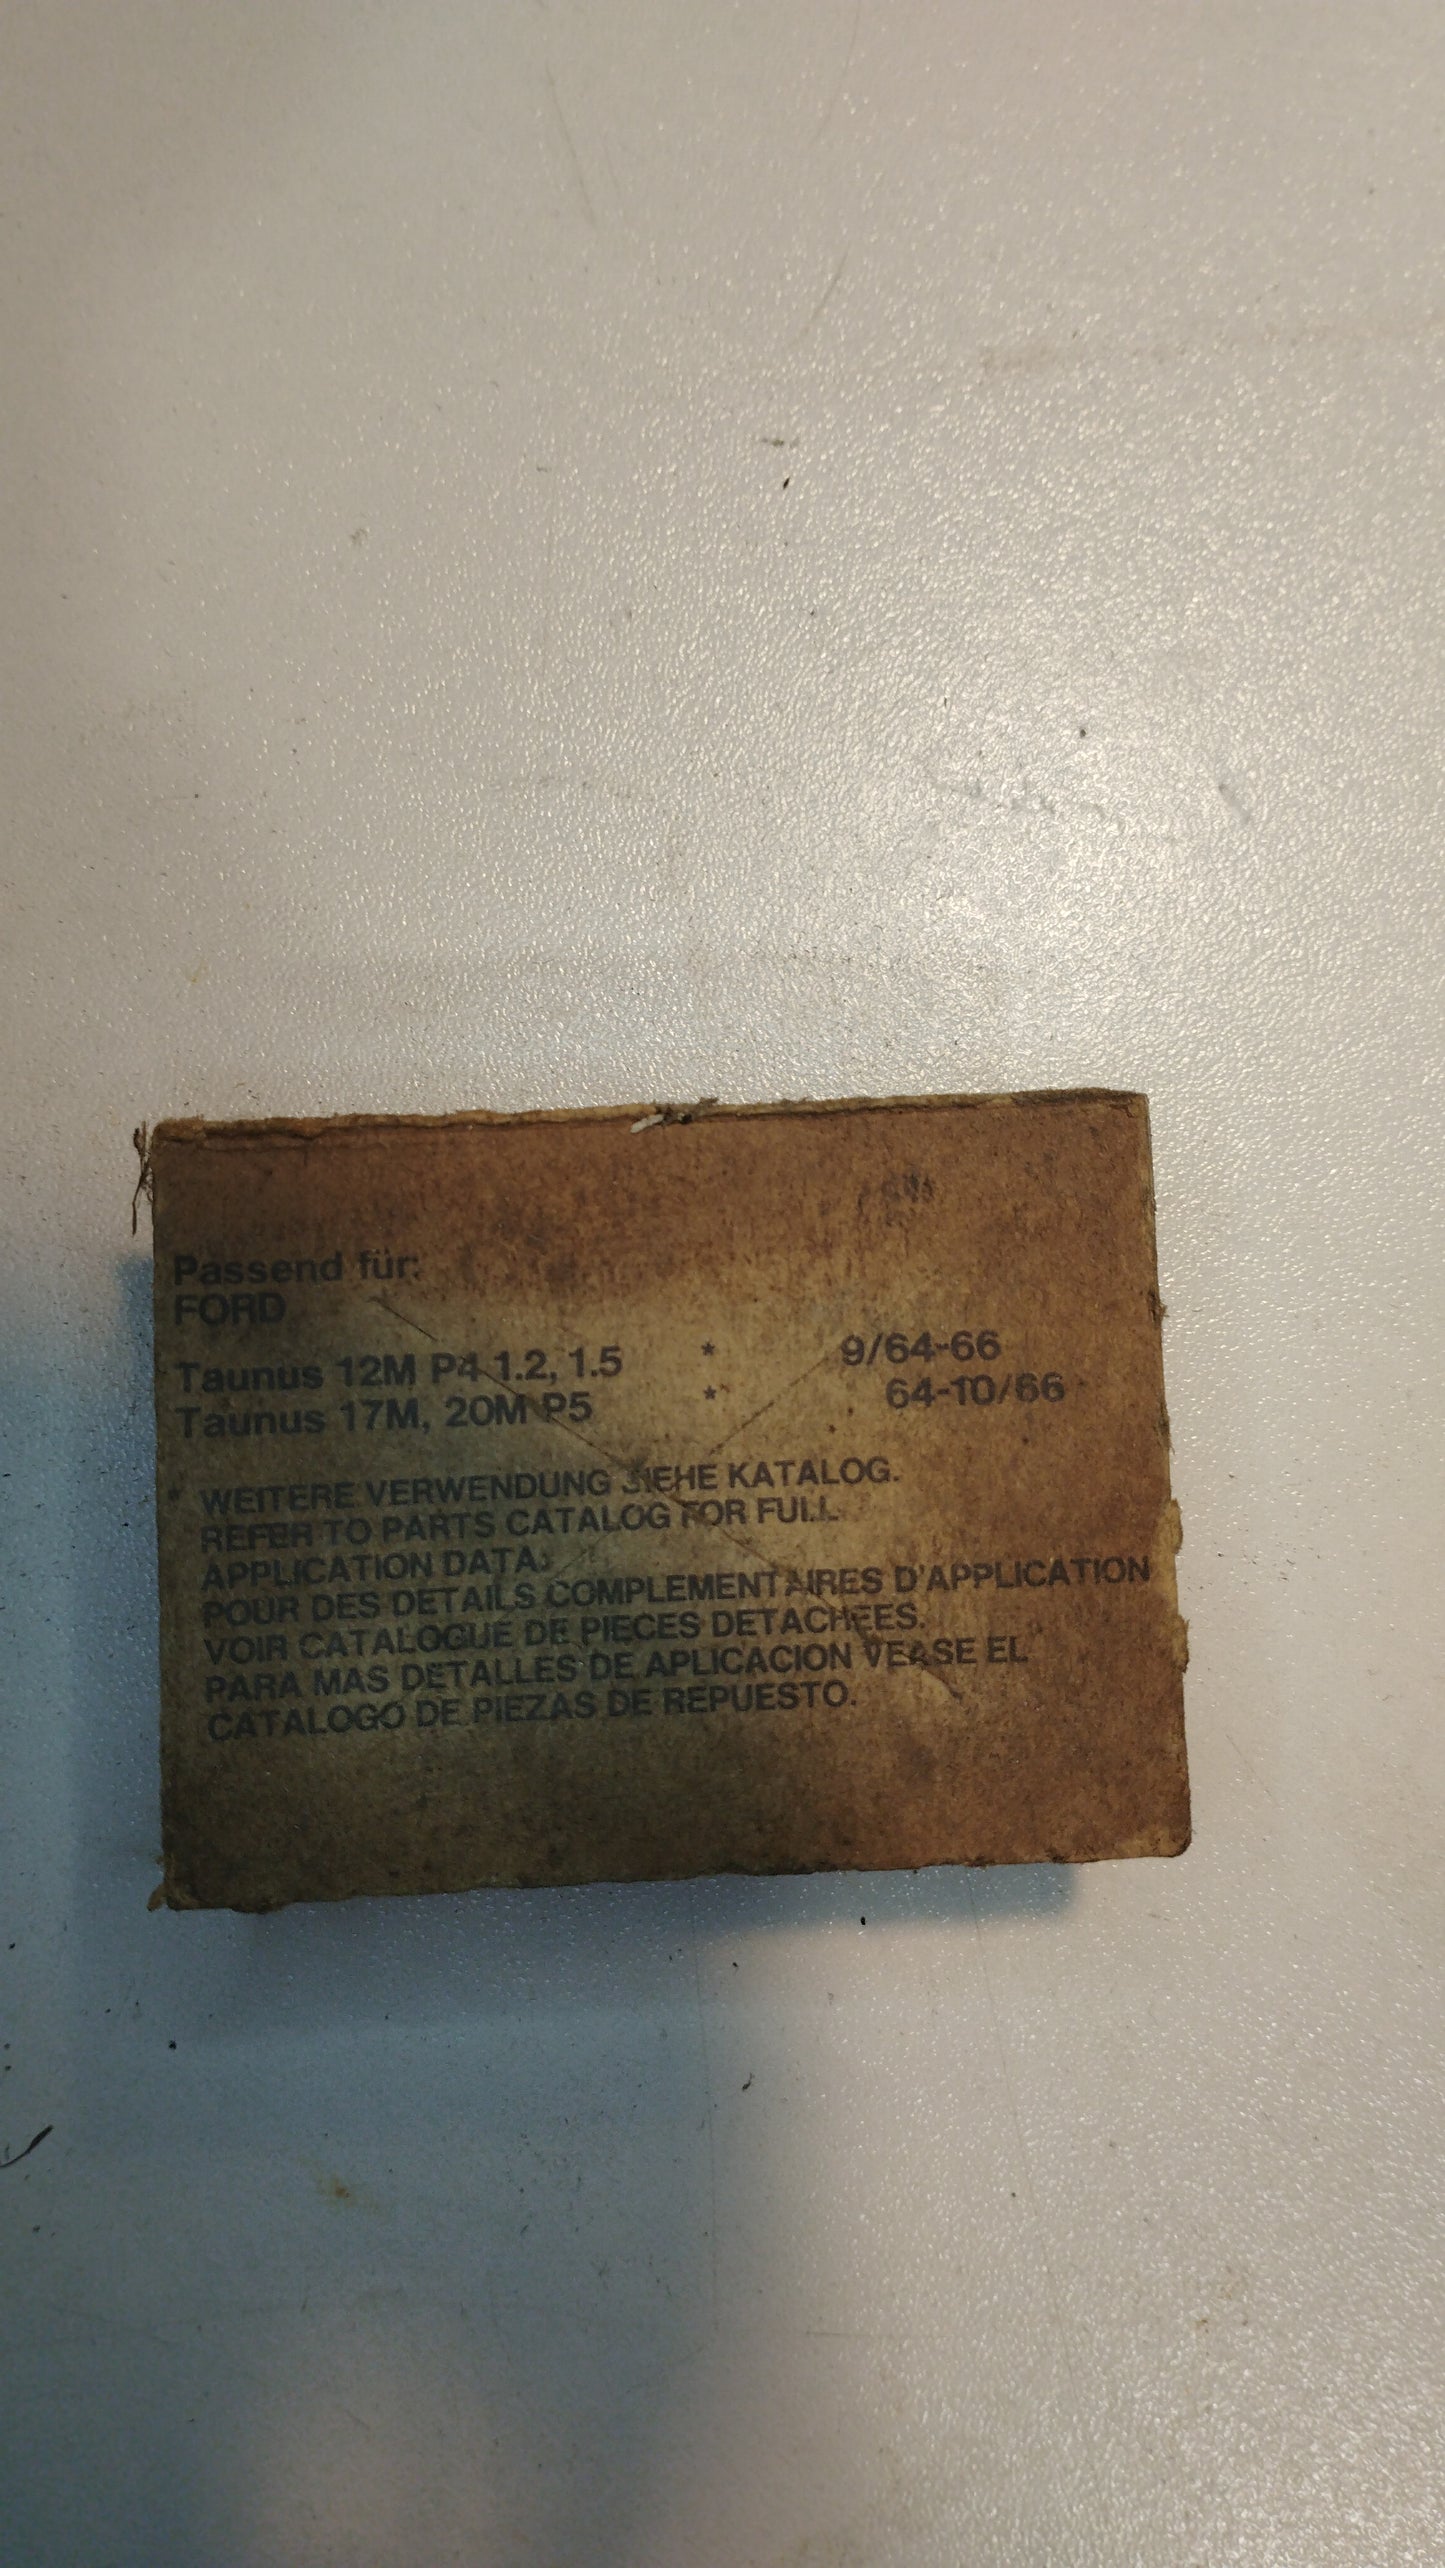 Passend für:
FORD
Taunus 12M P4 1.2, 1.5 * 9/64-66
Taunus 17M, 20M P5 * 64-10/66
* WEITERE VERWENDUNG SIEHE KATALOG.
REFER TO PARTS CATALOG FOR FULL
APPLICATION DATA.
POUR DES DETAILS COMPLEMENTAIRES D'APPLICATION
VOIR CATALOGUE DE PIECES DETACHEES.
PARA MAS DETALLES DE APLICACION VEASE EL
CATALOGO DE PIEZAS DE REPUESTO.